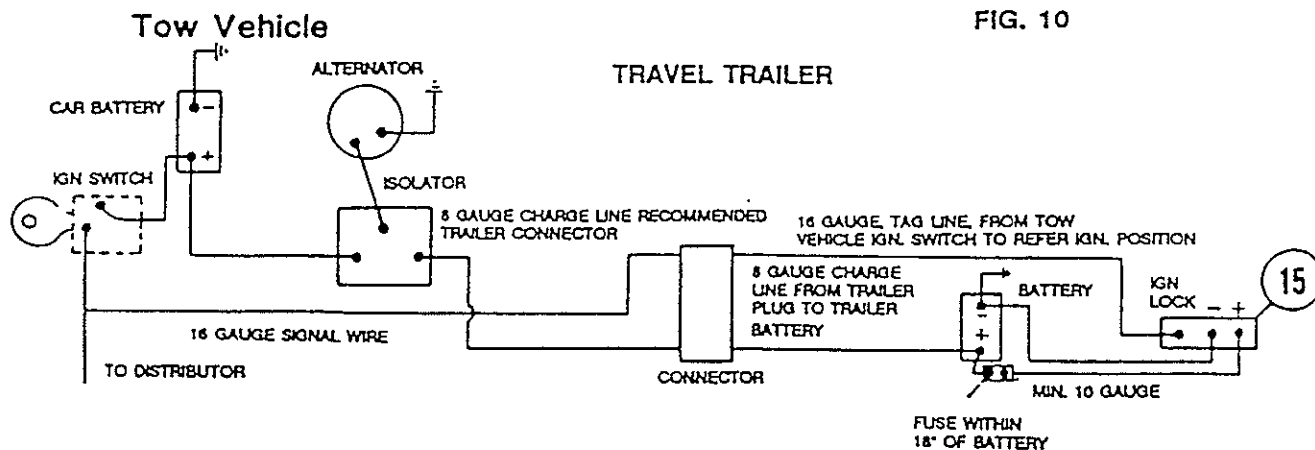 Tow Vehicle
FIG. 10
ALTERNATOR
TRAVEL TRAILER
CAR BATTERY
-
+
IGN SWITCH
ISOLATOR
8 GAUGE CHARGE LINE RECOMMENDED
TRAILER CONNECTOR
16 GAUGE, TAG LINE, FROM TOW
VEHICLE IGN. SWITCH TO REFER IGN. POSITION
8 GAUGE CHARGE
LINE FROM TRAILER
PLUG TO TRAILER
BATTERY
BATTERY
-
+
IGN
LOCK
- +
15
16 GAUGE SIGNAL WIRE
TO DISTRIBUTOR
CONNECTOR
MIN. 10 GAUGE
FUSE WITHIN
18" OF BATTERY